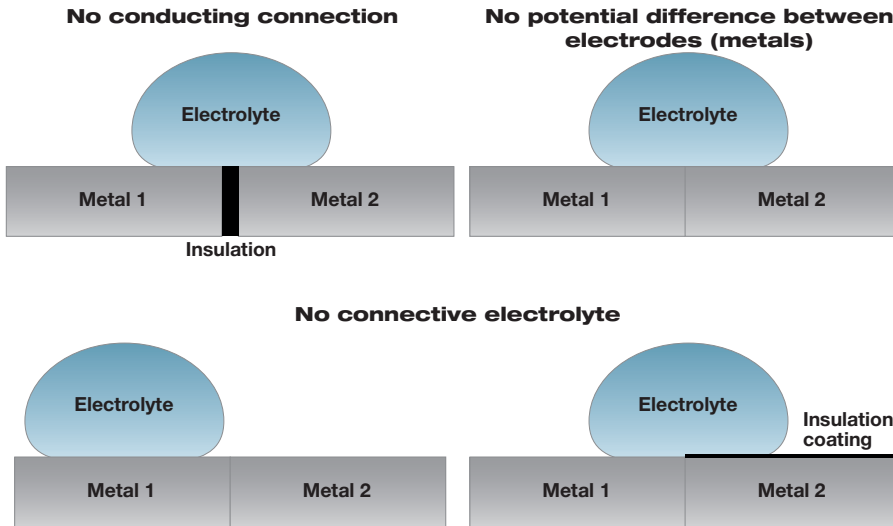 No conducting connection
No potential difference between
electrodes (metals)
Electrolyte
Metal 1
Metal 2
Insulation
Electrolyte
Metal 1
Metal 2
No connective electrolyte
Electrolyte
Metal 1
Metal 2
Electrolyte
Insulation
coating
Metal 1
Metal 2